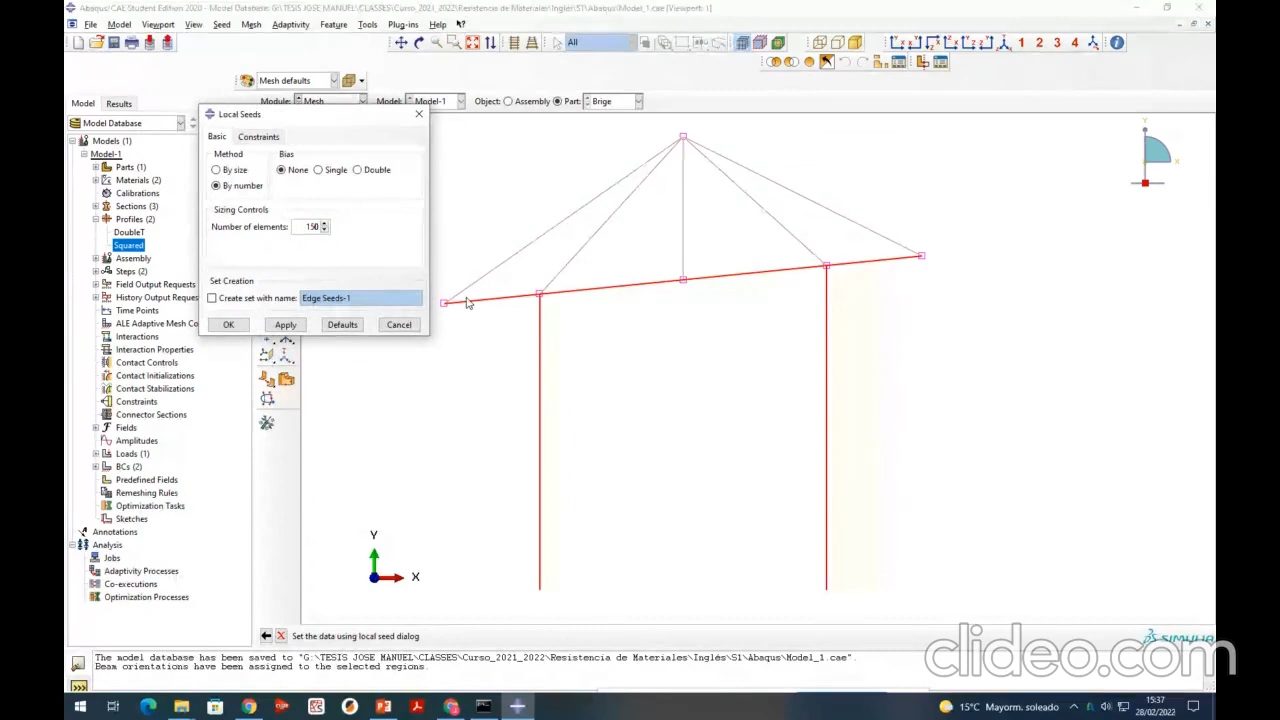 Abaqus/CAE Student Edition 2020 - Model Database: G:\TESIS JOSE MANUEL\CLASSES\Curso_2021_2022\Resistencia de Materiales\Inglés\S1\Abaqus\Model_1.cae [Viewport: 1]
File Model Viewport View Seed Mesh Adaptivity Feature Tools Plug-ins Help
All
1 2 3 4
Mesh defaults
Model Results
Module: Mesh Model: Model-1 Object: Assembly Part: Brige
Model Database
Models (1)
Model-1
Parts (1)
Materials (2)
Calibrations
Sections (3)
Profiles (2)
DoubleT
Squared
Assembly
Steps (2)
Field Output Requests
History Output Reques
Time Points
ALE Adaptive Mesh Co
Interactions
Interaction Properties
Contact Controls
Contact Initializations
Contact Stabilizations
Constraints
Connector Sections
Fields
Amplitudes
Loads (1)
BCs (2)
Predefined Fields
Remeshing Rules
Optimization Tasks
Sketches
Annotations
Analysis
Jobs
Adaptivity Processes
Co-executions
Optimization Processes
Local Seeds
Basic Constraints
Method Bias
By size None Single Double
By number
Sizing Controls
Number of elements: 150
Set Creation
Create set with name: Edge Seeds-1
OK Apply Defaults Cancel
Y
X
Y
X
Set the data using local seed dialog
SIMULIA
The model database has been saved to "G:\TESIS JOSE MANUEL\CLASSES\Curso_2021_2022\Resistencia de Materiales\Inglés\S1\Abaqus\Model_1.cae".
Beam orientations have been assigned to the selected regions.
clideo.com
15°C Mayorm. soleado
15:37
28/02/2022